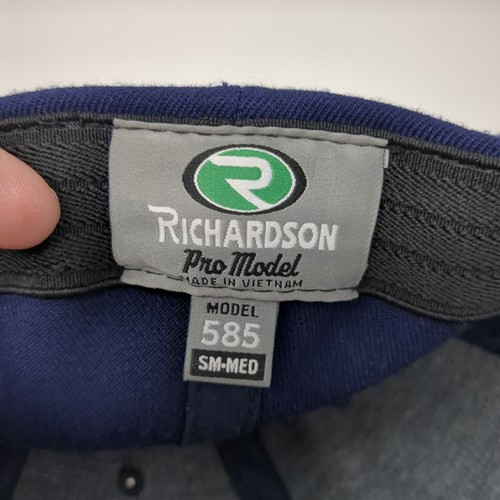 R
RICHARDSON
Pro Model
MADE IN VIETNAM
MODEL
585
SM-MED